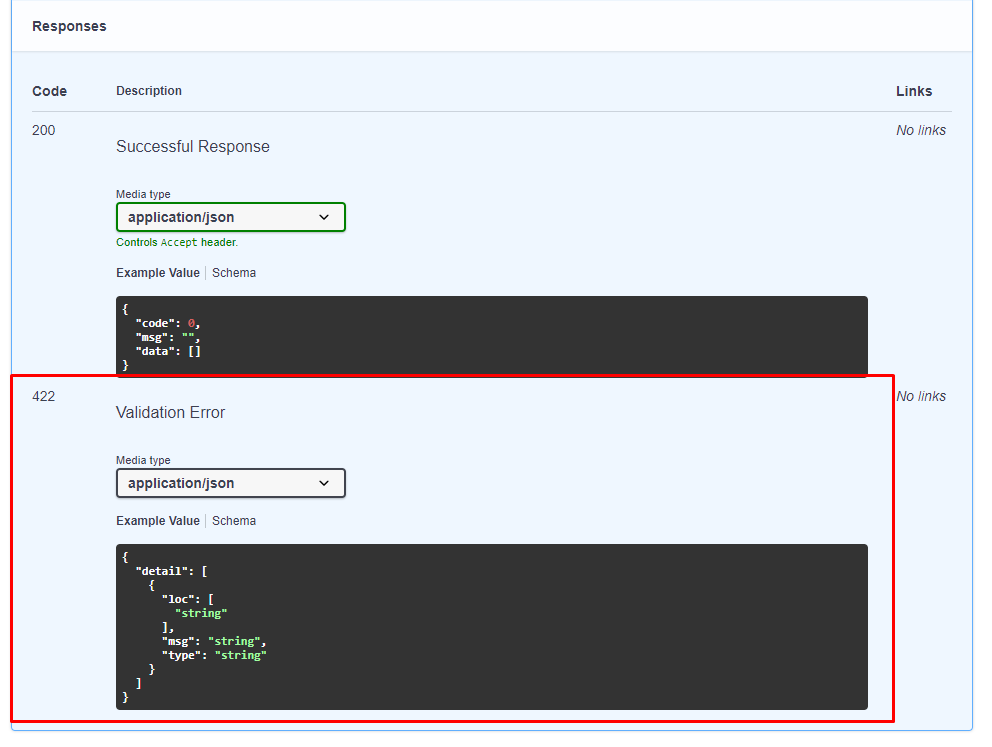 Responses
Code Description Links
200 No links
Successful Response
Media type
application/json
Controls Accept header.
Example Value Schema
{
"code": 0,
"msg": "",
"data": []
}
422 No links
Validation Error
Media type
application/json
Example Value Schema
{
"detail": [
{
"loc": [
"string"
],
"msg": "string",
"type": "string"
}
]
}